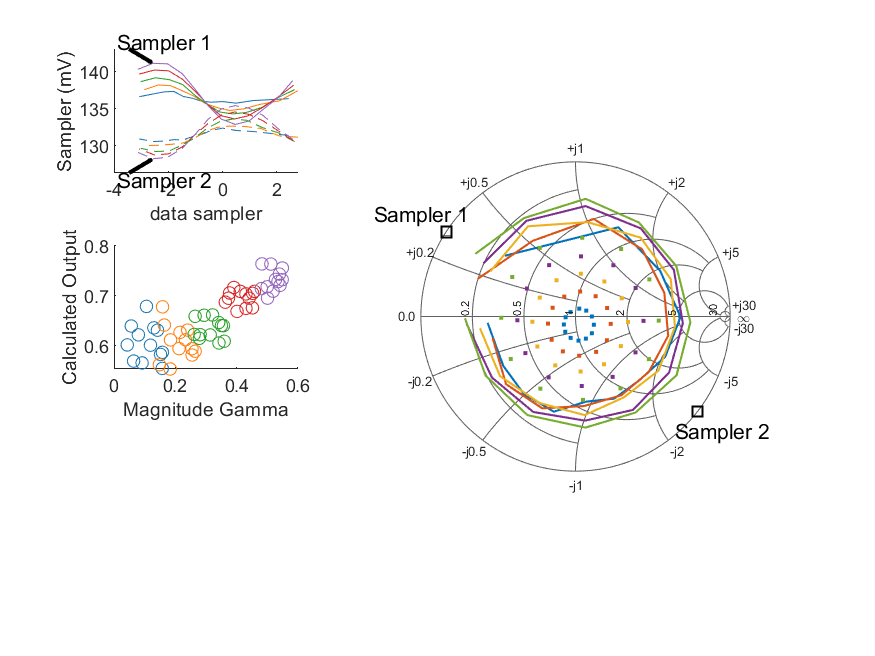 Sampler 1
140
135
130
Sampler (mV)
Sampler 2
-4
-2
0
2
data sampler
0.8
0.7
0.6
Calculated Output
0
0.2
0.4
0.6
Magnitude Gamma
+j1
+j0.5
+j2
Sampler 1
+j0.2
+j5
0.0
0.2
0.5
1
2
5
30
+j30
∞
-j30
-j0.2
-j5
Sampler 2
-j0.5
-j2
-j1